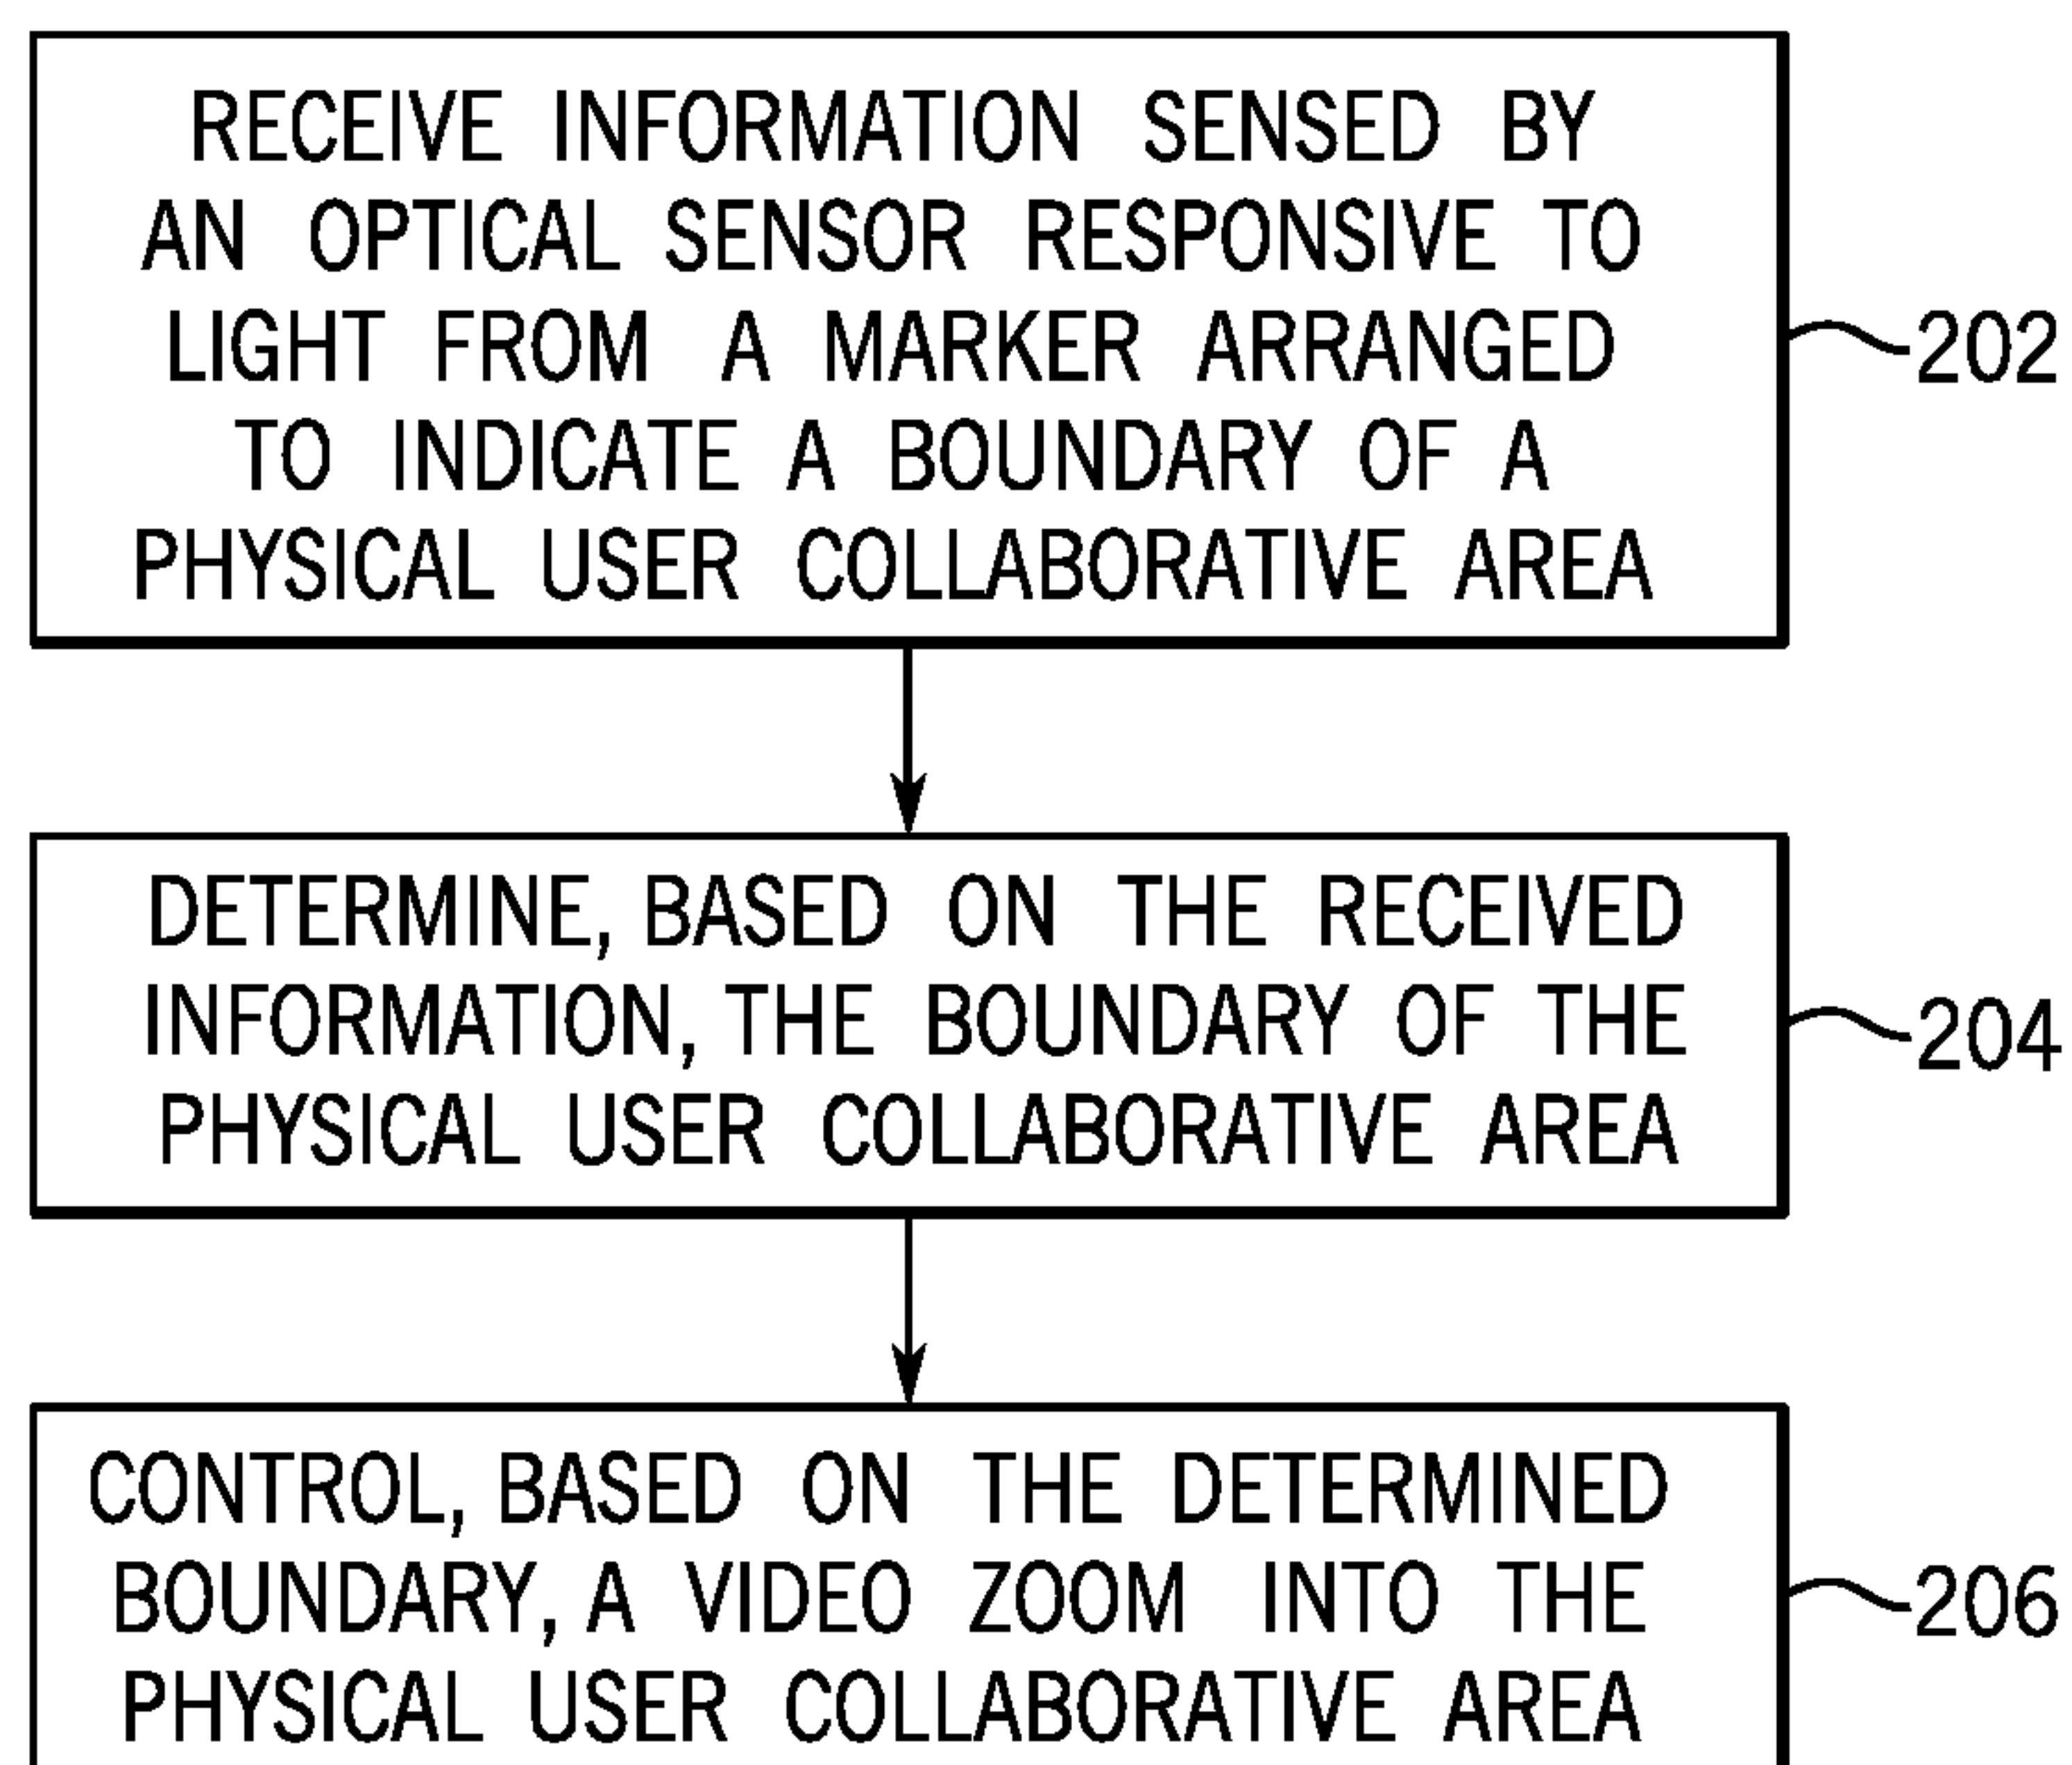 RECEIVE INFORMATION SENSED BY
AN OPTICAL SENSOR RESPONSIVE TO
LIGHT FROM A MARKER ARRANGED
TO INDICATE A BOUNDARY OF A
PHYSICAL USER COLLABORATIVE AREA
202
DETERMINE, BASED ON THE RECEIVED
INFORMATION, THE BOUNDARY OF THE
PHYSICAL USER COLLABORATIVE AREA
204
CONTROL, BASED ON THE DETERMINED
BOUNDARY, A VIDEO ZOOM INTO THE
PHYSICAL USER COLLABORATIVE AREA
206